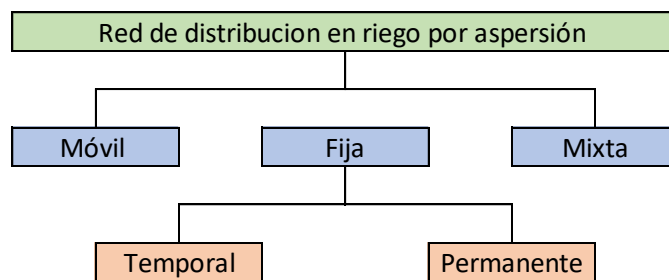 Red de distribucion en riego por aspersión
Móvil
Fija
Mixta
Temporal
Permanente